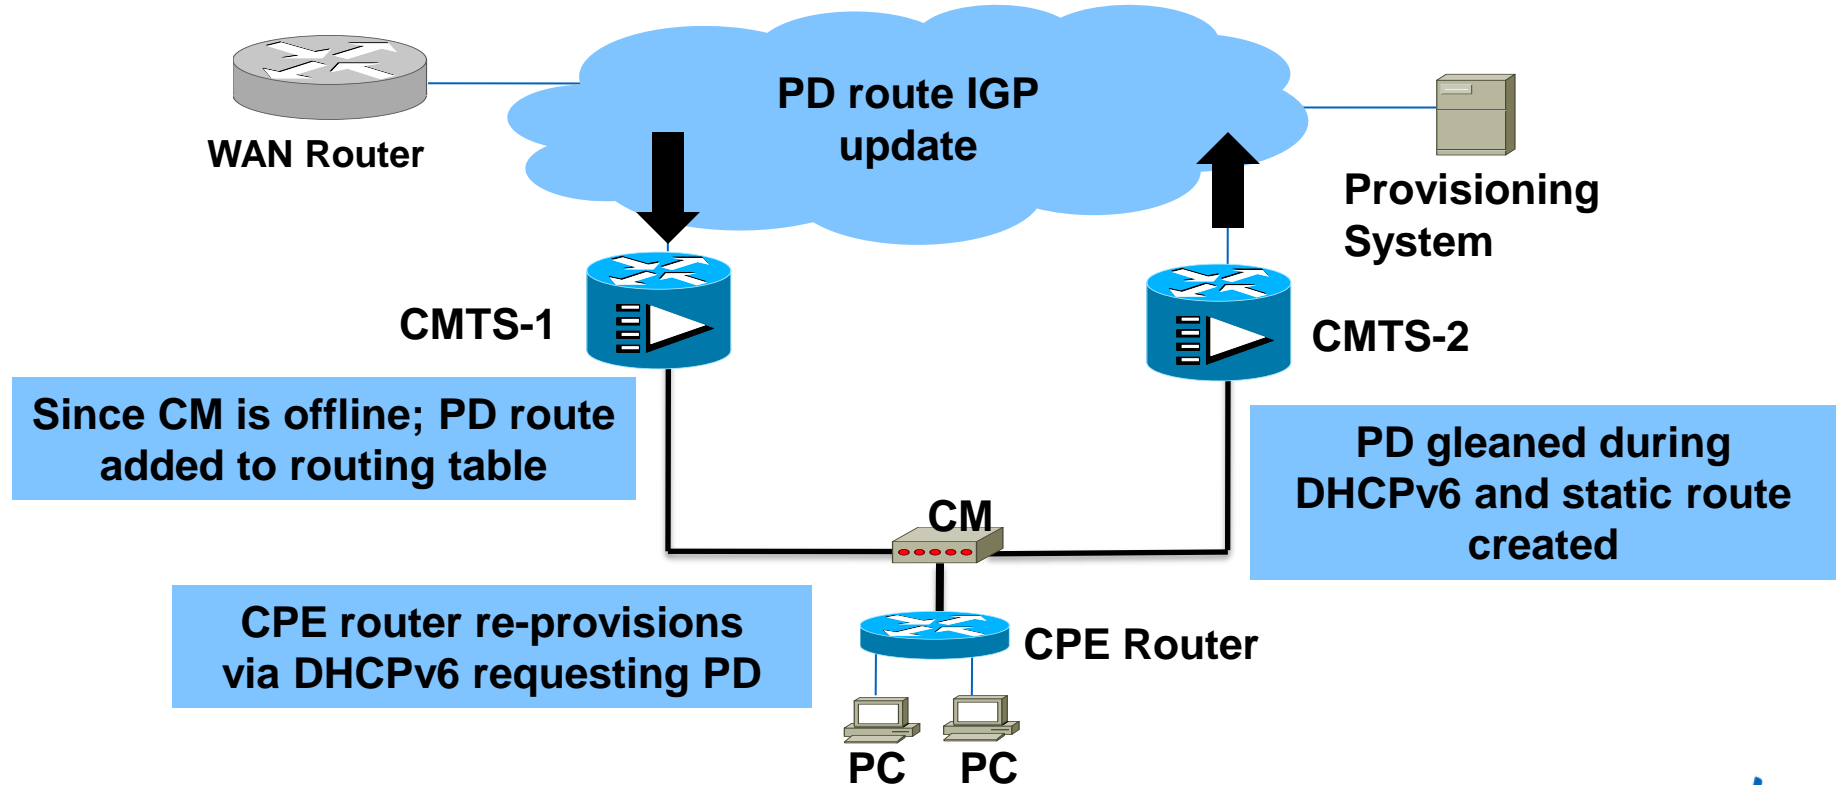 PD route IGP
update
WAN Router
Provisioning
System
CMTS-1
CMTS-2
Since CM is offline; PD route
added to routing table
PD gleaned during
DHCPv6 and static route
created
CM
CPE router re-provisions
via DHCPv6 requesting PD
CPE Router
PC
PC